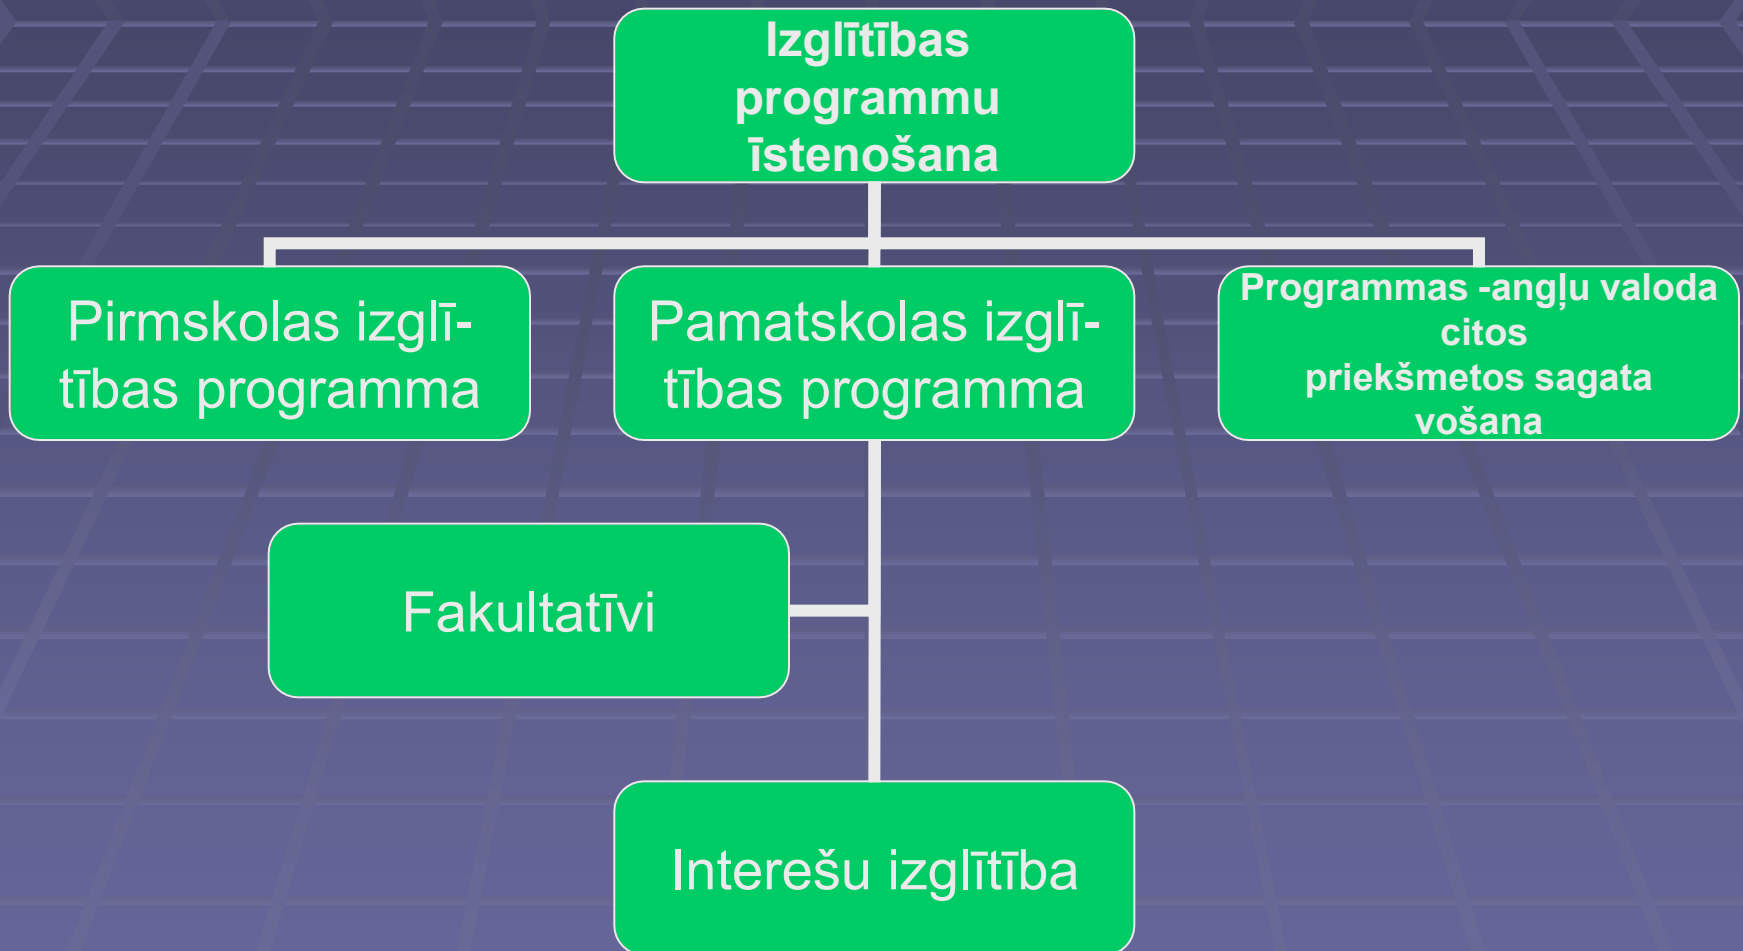 Izglītības
programmu
īstenošana
Pirmskolas izglī-
tības programma
Pamatskolas izglī-
tības programma
Programmas -angļu valoda
citos
priekšmetos sagata
vošana
Fakultatīvi
Interešu izglītība